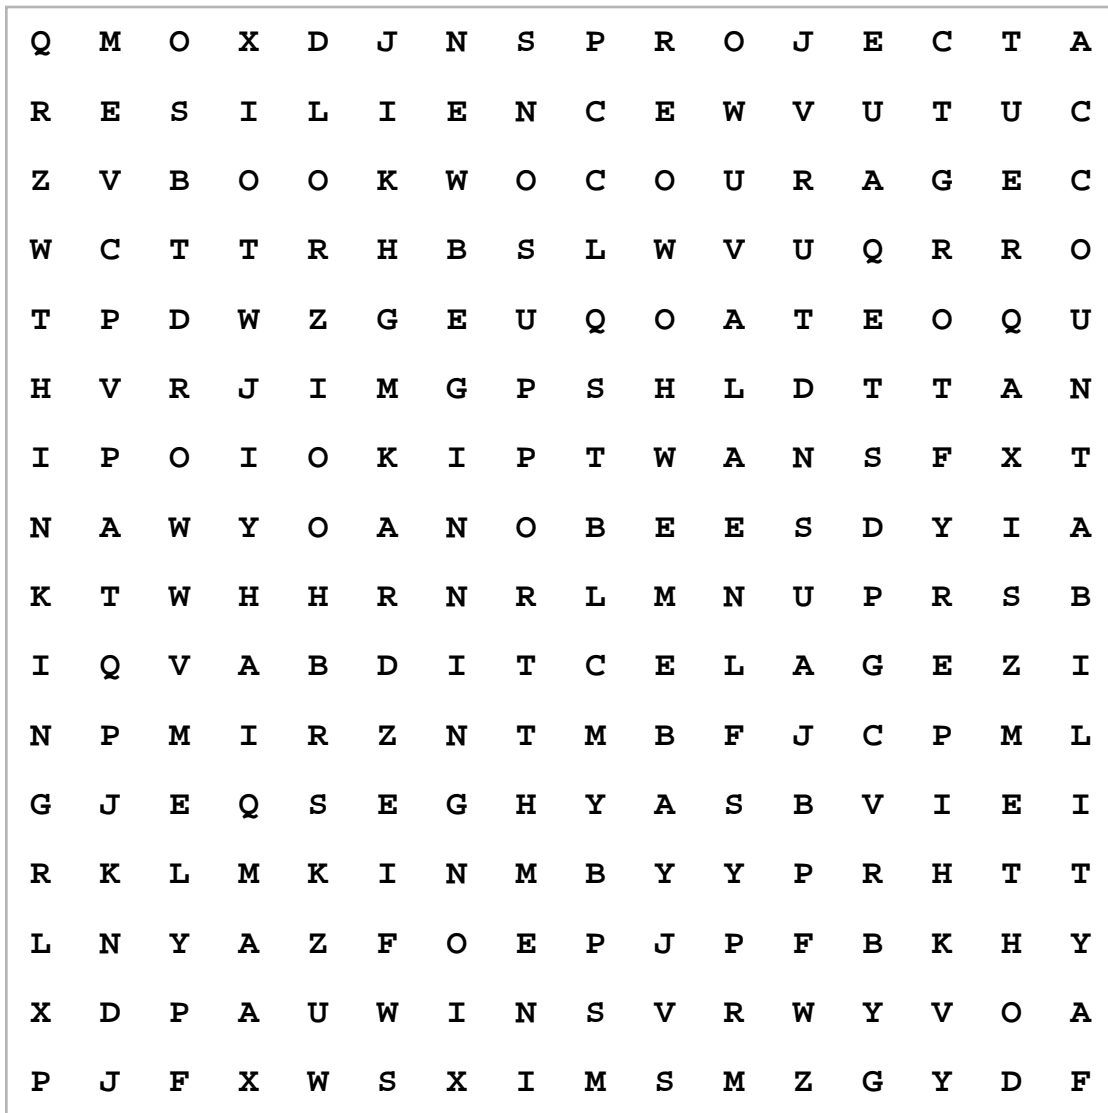 Q M O X D J N S P R O J E C T A
R E S I L I E N C E W V U T U C
Z V B O O K W O C O U R A G E C
W C T T R H B S L W V U Q R R O
T P D W Z G E U Q O A T E O Q U
H V R J I M G P S H L D T T A N
I P O I O K I P T W A N S F X T
N A W Y O A N O B E E S D Y I A
K T W H H R N R L M N U P R S B
I Q V A B D I T C E L A G E Z I
N P M I R Z N T M B F J C P M L
G J E Q S E G H Y A S B V I E I
R K L M K I N M B Y Y P R H T T
L N Y A Z F O E P J P F B K H Y
X D P A U W I N S V R W Y V O A
P J F X W S X I M S M Z G Y D F